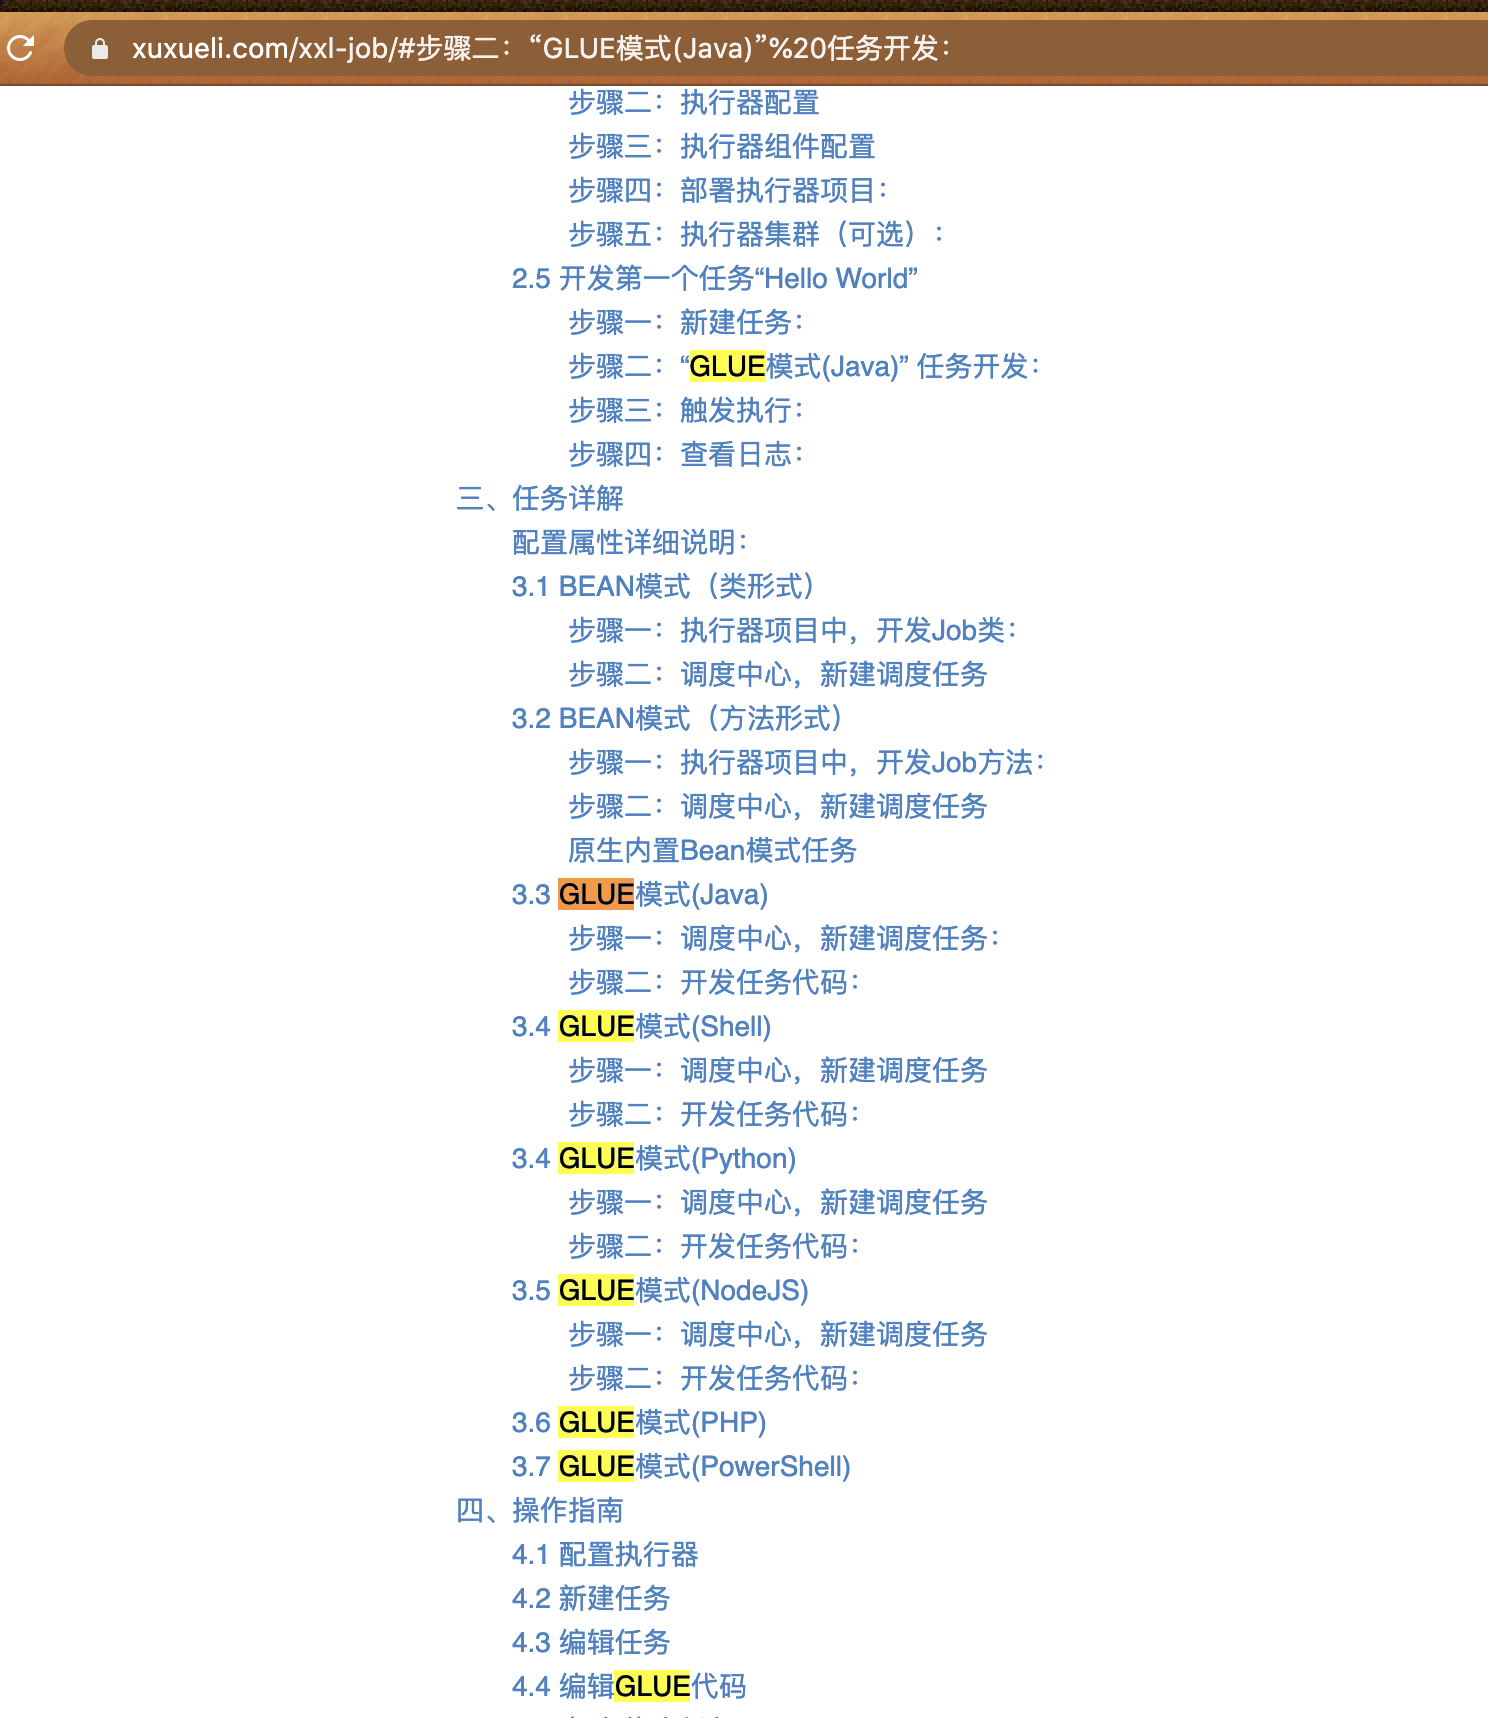 xuxueli.com/xxl-job/#步骤二：“GLUE模式(Java)”%20任务开发：
步骤二：执行器配置
步骤三：执行器组件配置
步骤四：部署执行器项目：
步骤五：执行器集群（可选）：
2.5 开发第一个任务“Hello World”
步骤一：新建任务：
步骤二：“GLUE模式(Java)” 任务开发：
步骤三：触发执行：
步骤四：查看日志：
三、任务详解
配置属性详细说明：
3.1 BEAN模式（类形式）
步骤一：执行器项目中，开发Job类：
步骤二：调度中心，新建调度任务
3.2 BEAN模式（方法形式）
步骤一：执行器项目中，开发Job方法：
步骤二：调度中心，新建调度任务
原生内置Bean模式任务
3.3 GLUE模式(Java)
步骤一：调度中心，新建调度任务：
步骤二：开发任务代码：
3.4 GLUE模式(Shell)
步骤一：调度中心，新建调度任务
步骤二：开发任务代码：
3.4 GLUE模式(Python)
步骤一：调度中心，新建调度任务
步骤二：开发任务代码：
3.5 GLUE模式(NodeJS)
步骤一：调度中心，新建调度任务
步骤二：开发任务代码：
3.6 GLUE模式(PHP)
3.7 GLUE模式(PowerShell)
四、操作指南
4.1 配置执行器
4.2 新建任务
4.3 编辑任务
4.4 编辑GLUE代码